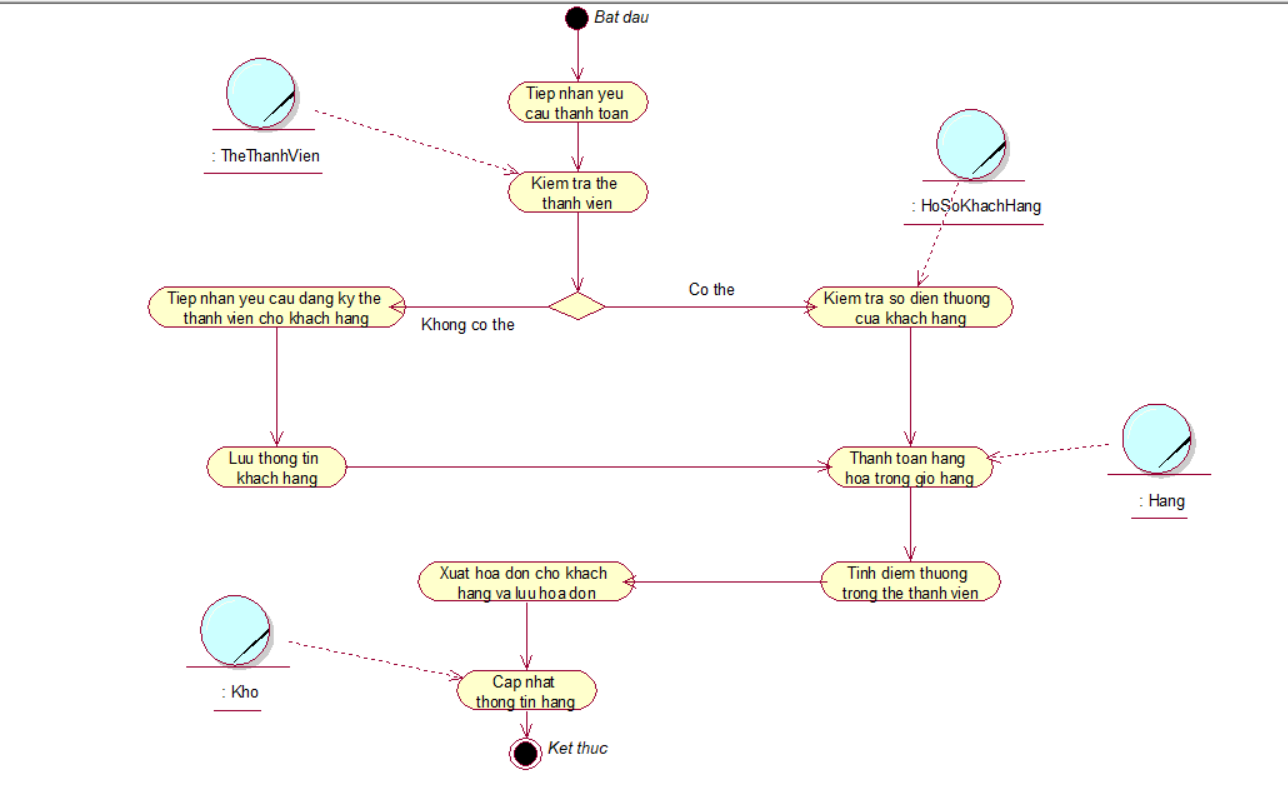 Bat dau
Tiep nhan yeu
cau thanh toan
: TheThanhVien
Kiem tra the
thanh vien
: HoSoKhachHang
Co the
Tiep nhan yeu cau dang ky the
thanh vien cho khach hang
Khong co the
Kiem tra so dien thuong
cua khach hang
Luu thong tin
khach hang
Thanh toan hang
hoa trong gio hang
: Hang
Xuat hoa don cho khach
hang va luu hoa don
Tinh diem thuong
trong the thanh vien
: Kho
Cap nhat
thong tin hang
Ket thuc